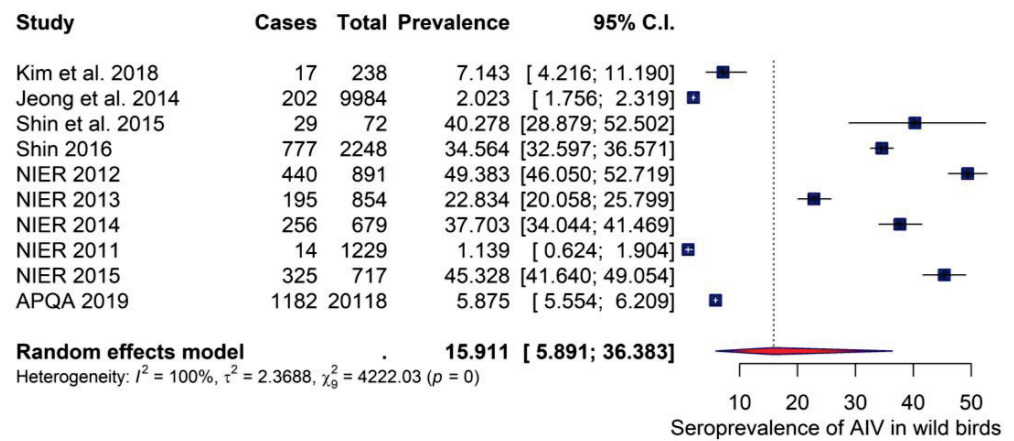 Study Cases Total Prevalence 95% C.I.
Kim et al. 2018 17 238 7.143 [ 4.216; 11.190]
Jeong et al. 2014 202 9984 2.023 [ 1.756; 2.319]
Shin et al. 2015 29 72 40.278 [28.879; 52.502]
Shin 2016 777 2248 34.564 [32.597; 36.571]
NIER 2012 440 891 49.383 [46.050; 52.719]
NIER 2013 195 854 22.834 [20.058; 25.799]
NIER 2014 256 679 37.703 [34.044; 41.469]
NIER 2011 14 1229 1.139 [ 0.624; 1.904]
NIER 2015 325 717 45.328 [41.640; 49.054]
APQA 2019 1182 20118 5.875 [ 5.554; 6.209]
Random effects model . 15.911 [ 5.891; 36.383]
Heterogeneity: I² = 100%, τ² = 2.3688, χ²₉ = 4222.03 (p = 0)
10 20 30 40 50
Seroprevalence of AIV in wild birds